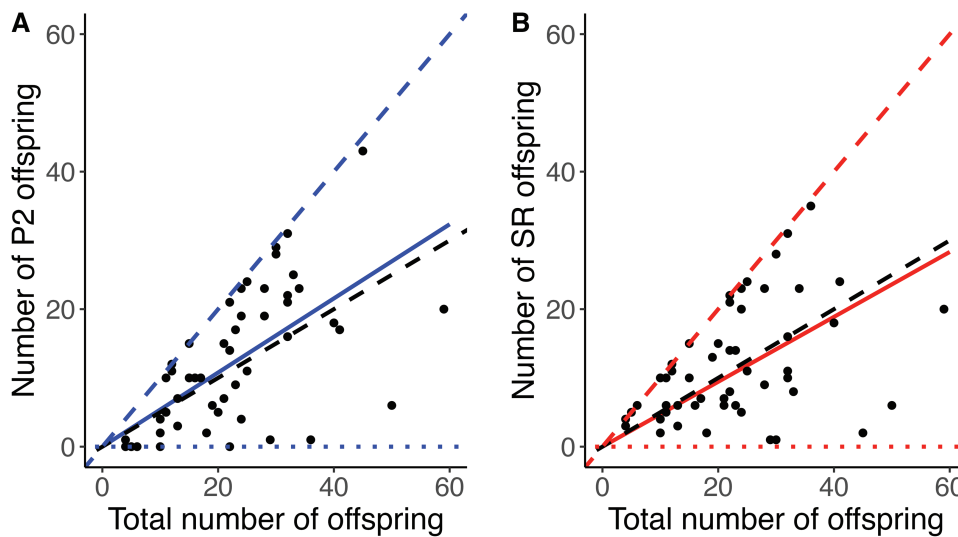 A
B
60
40
20
0
Number of P2 offspring
0 20 40 60
Total number of offspring
60
40
20
0
Number of SR offspring
0 20 40 60
Total number of offspring